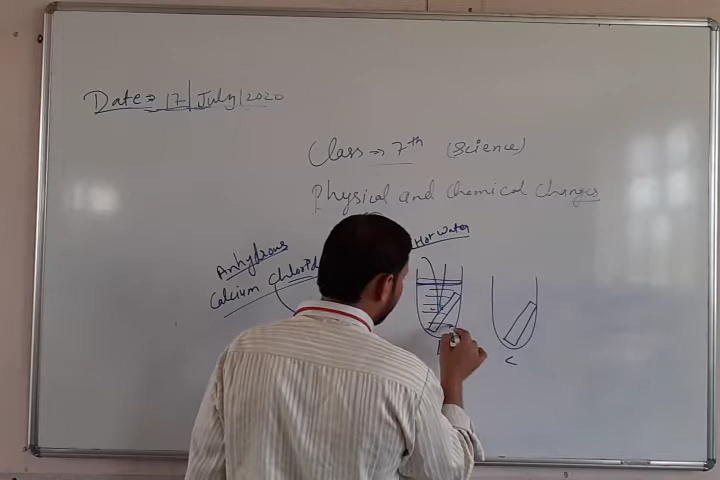 Date⇒ 17/July/2020
Class → 7th (Science)
Physical and Chemical Changes
Hot Water
Anhydrous
Calcium Chloride
C